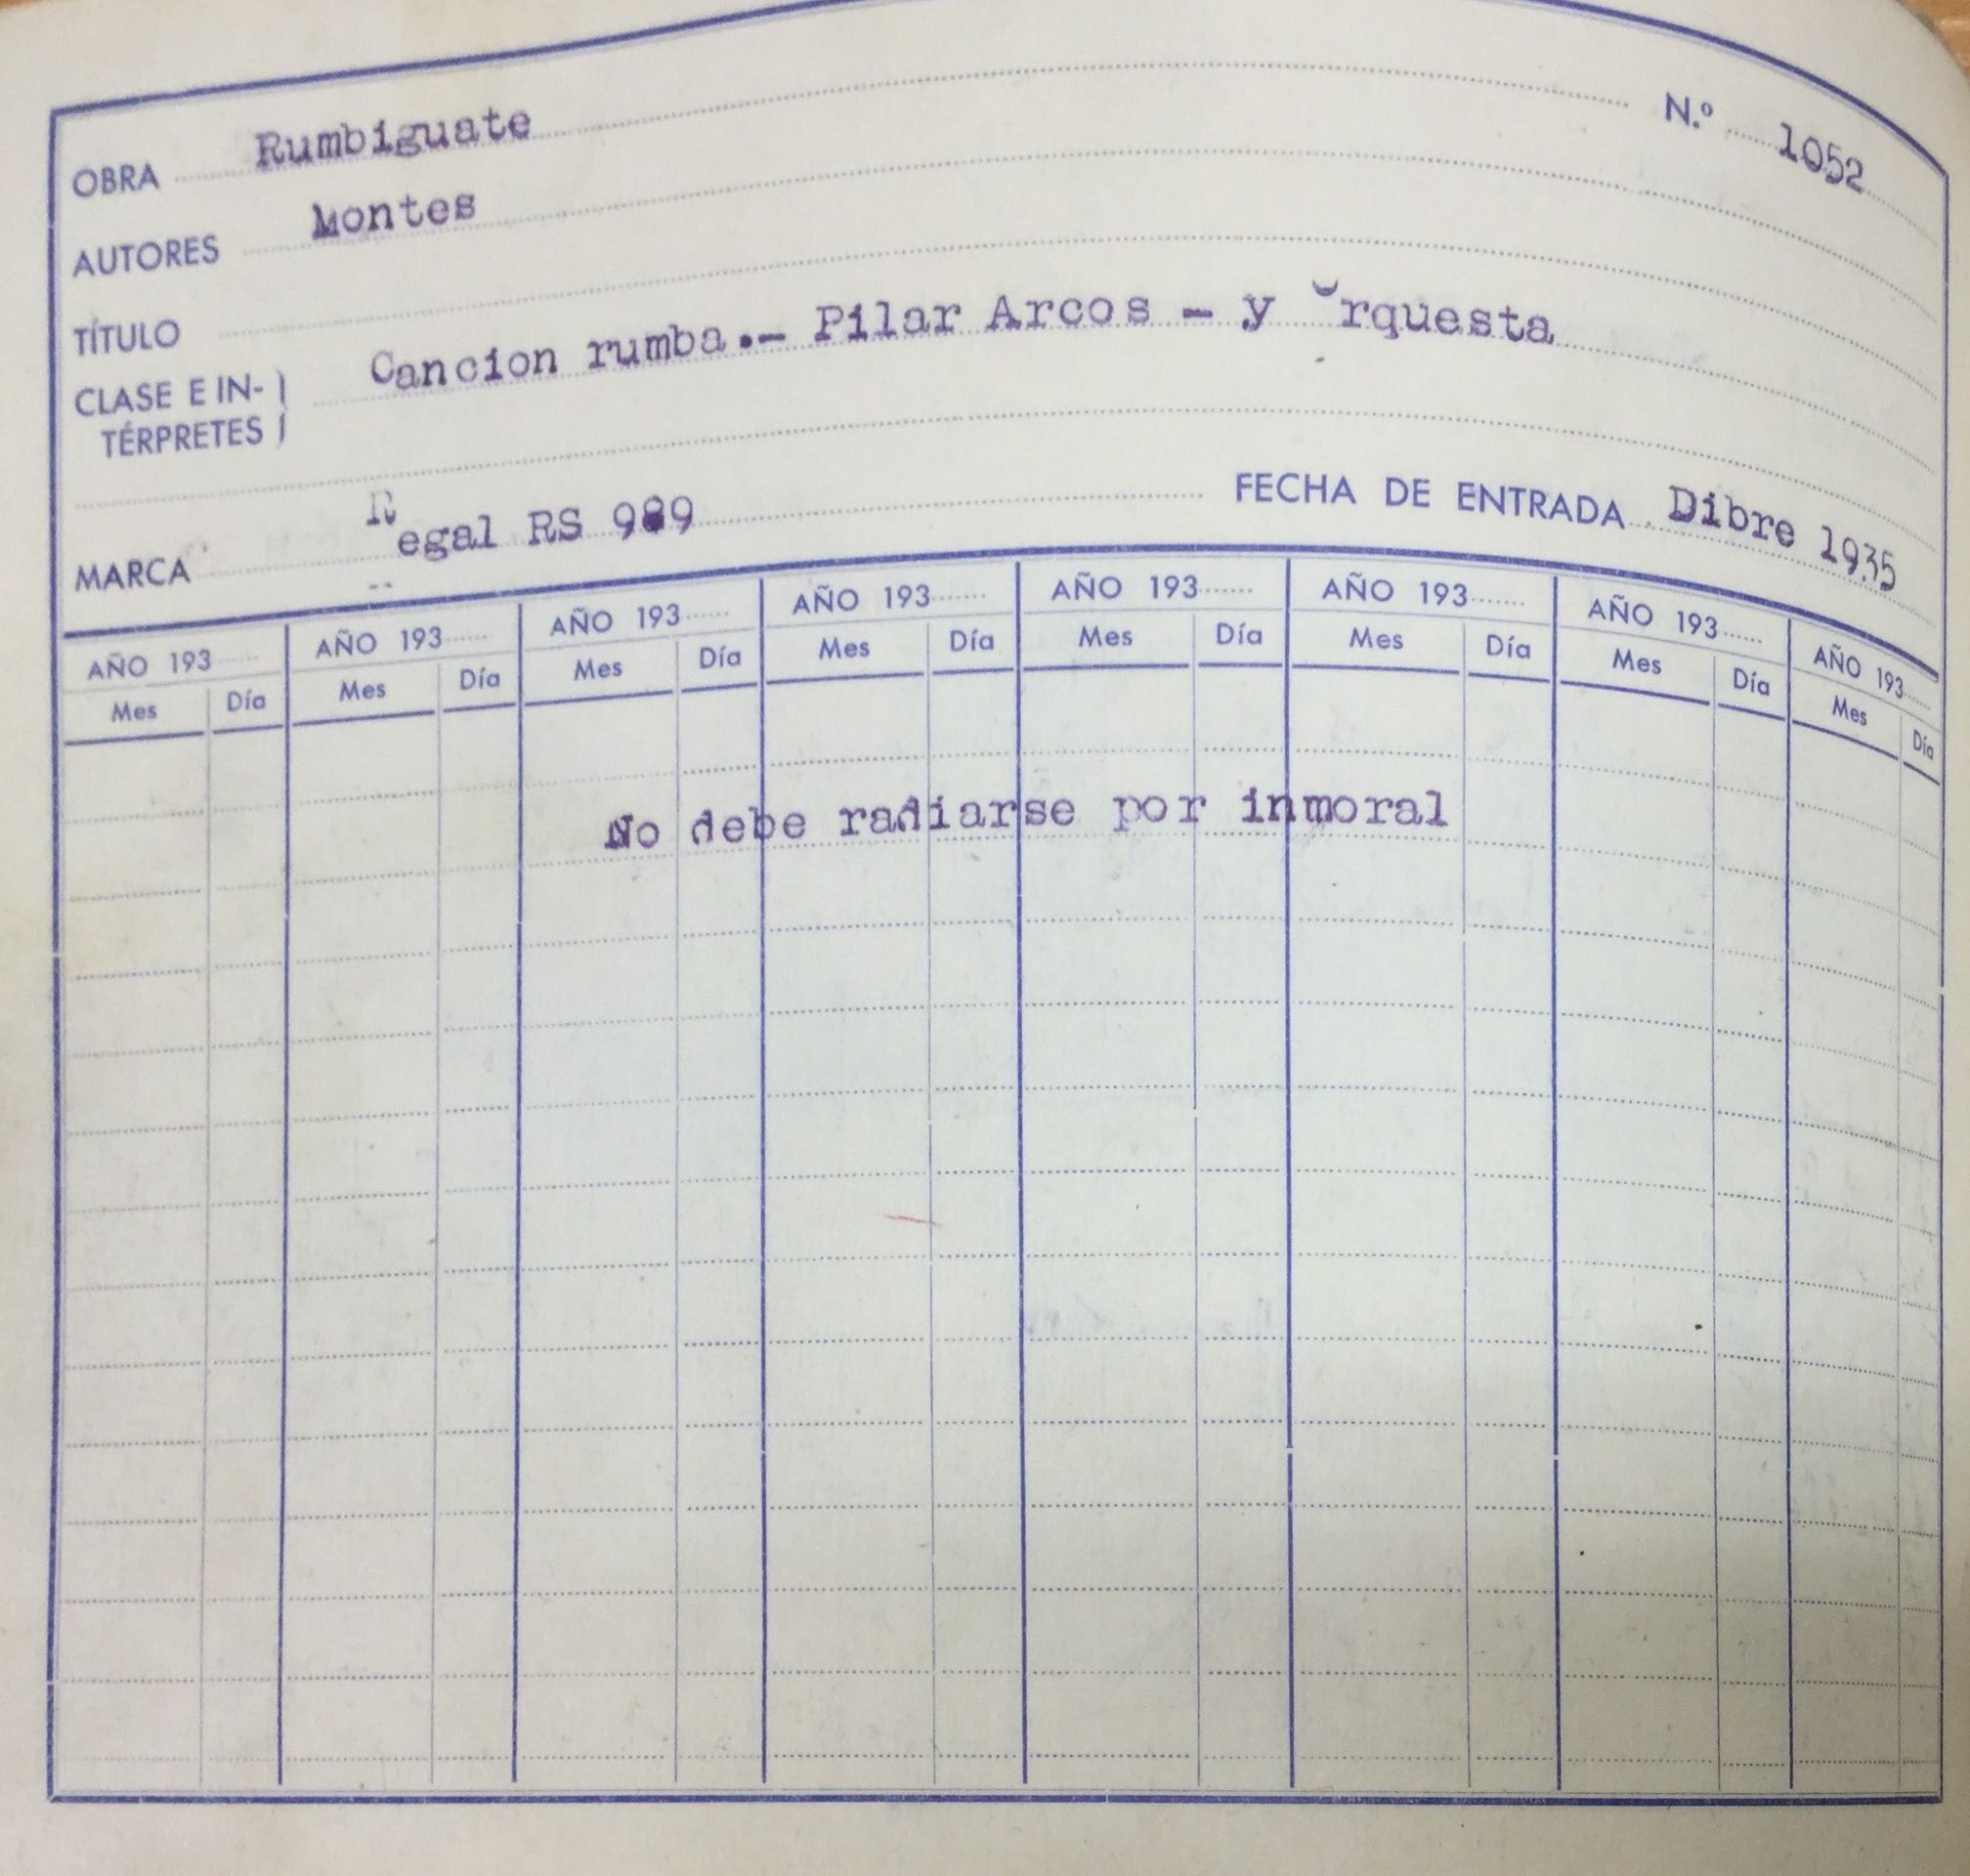 OBRA Rumbiguate N.º 1052
AUTORES Montes
TÍTULO
CLASE E IN- Cancion rumba.- Pilar Arcos - y Orquesta
TÉRPRETES
MARCA Regal RS 989 FECHA DE ENTRADA Dibre 1935
AÑO 193 AÑO 193 AÑO 193 AÑO 193 AÑO 193 AÑO 193 AÑO 193 AÑO 193
Mes Día Mes Día Mes Día Mes Día Mes Día Mes Día Mes Día Mes Día
No debe radiarse por inmoral